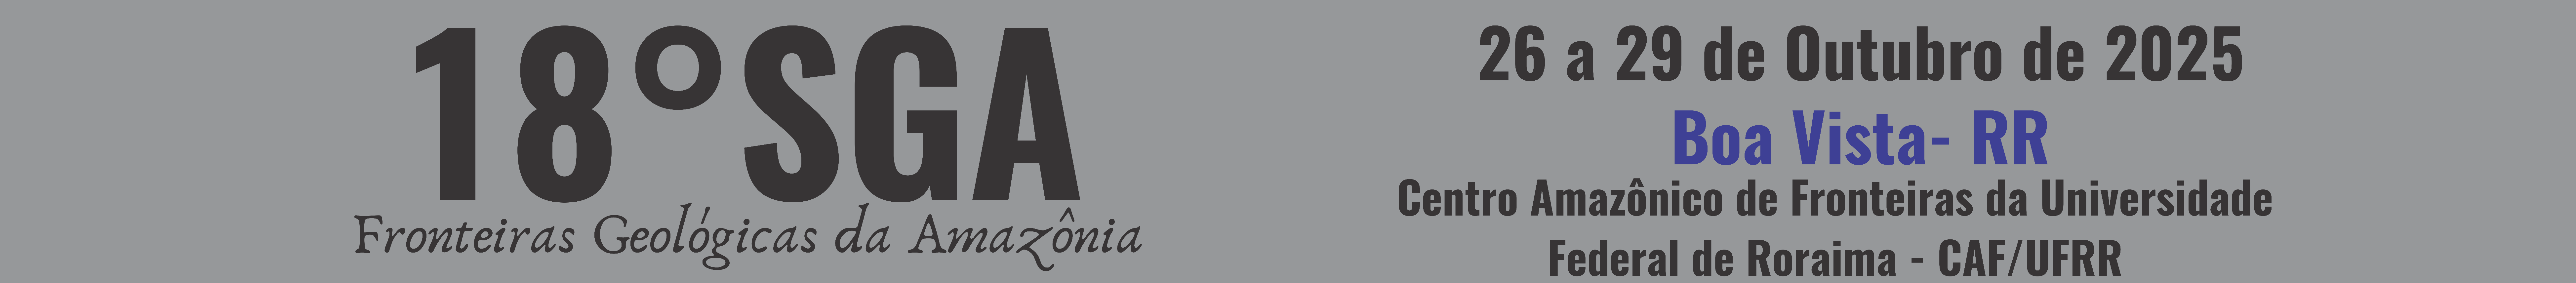 18°SGA
Fronteiras Geológicas da Amazônia
26 a 29 de Outubro de 2025
Boa Vista- RR
Centro Amazônico de Fronteiras da Universidade
Federal de Roraima - CAF/UFRR